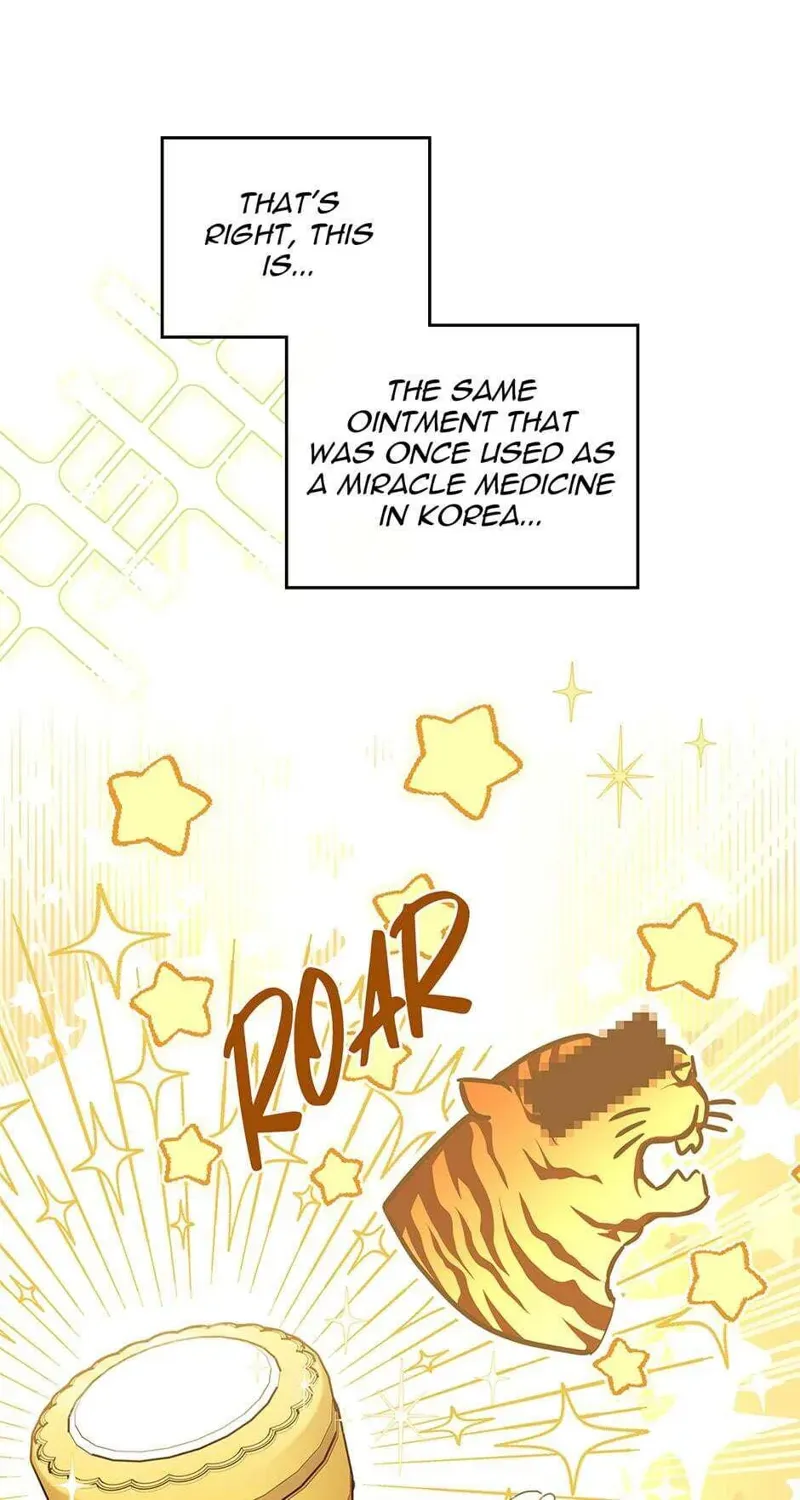 THAT'S
RIGHT, THIS
IS...
THE SAME
OINTMENT THAT
WAS ONCE USED AS
A MIRACLE MEDICINE
IN KOREA...
ROAR